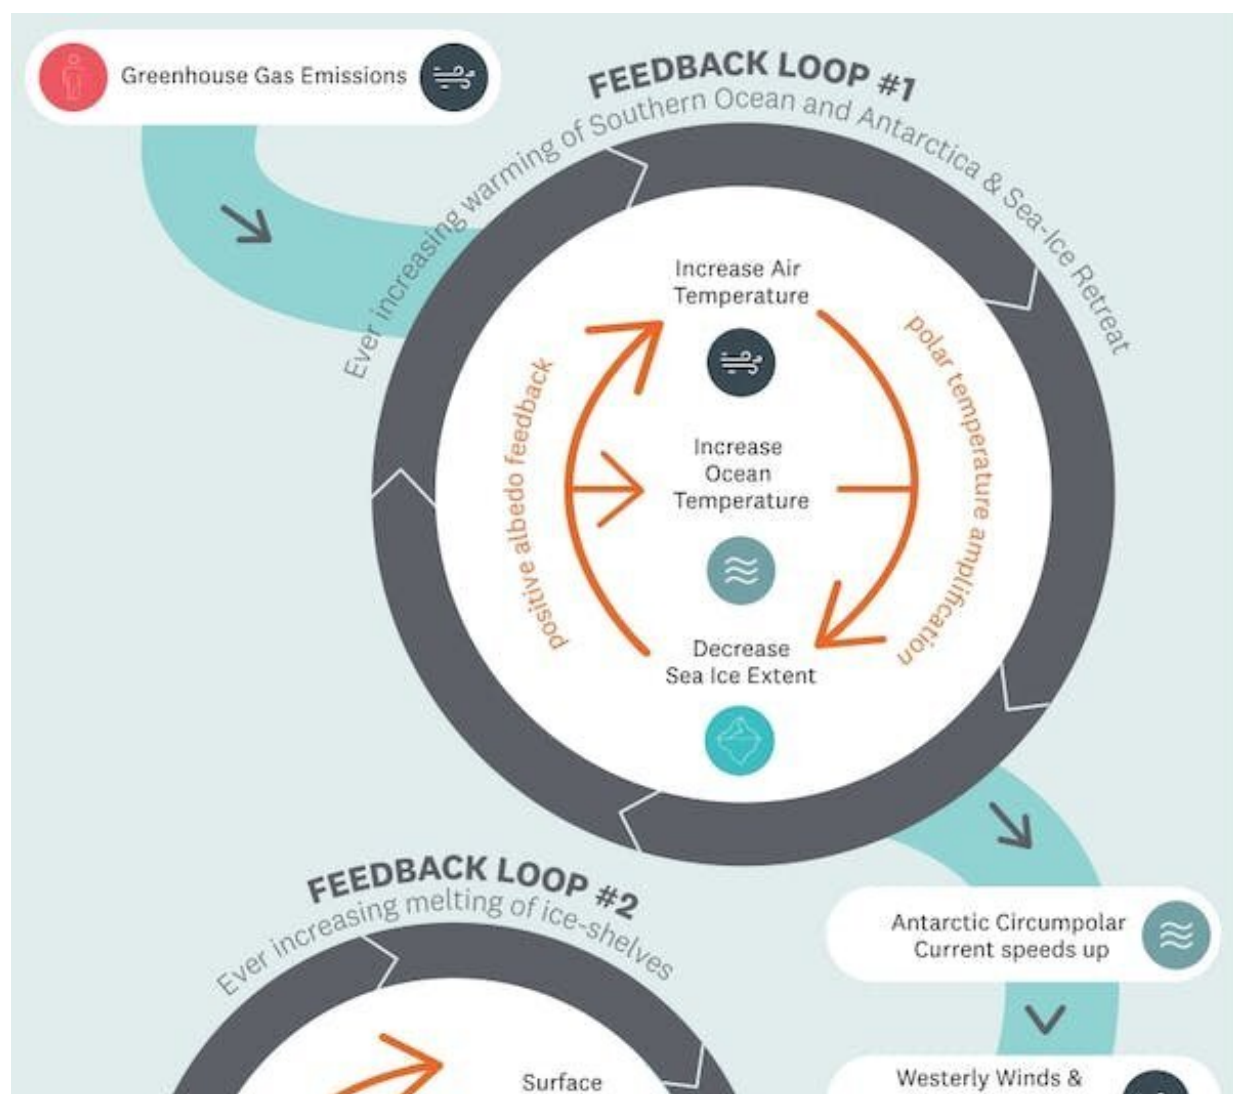 Greenhouse Gas Emissions
FEEDBACK LOOP #1
Ever increasing warming of Southern Ocean and Antarctica & Sea-Ice Retreat
Increase Air
Temperature
positive albedo feedback
polar temperature amplification
Increase
Ocean
Temperature
Decrease
Sea Ice Extent
FEEDBACK LOOP #2
Ever increasing melting of ice-shelves
Antarctic Circumpolar
Current speeds up
Surface
Westerly Winds &